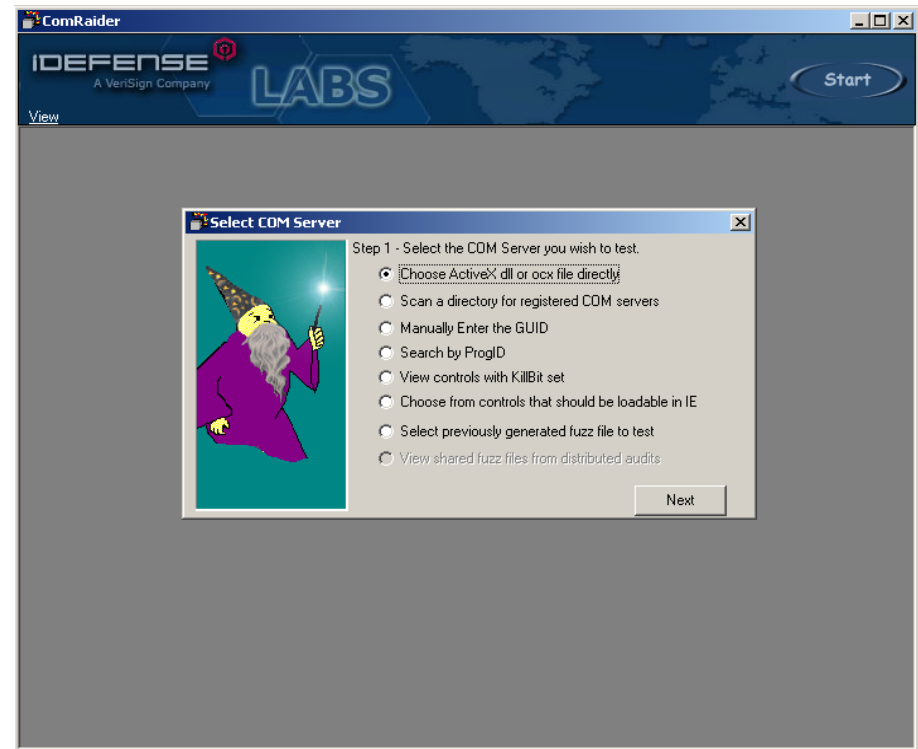 ComRaider
IDEFENSE
A VeriSign Company
LABS
Start
View
Select COM Server
Step 1 - Select the COM Server you wish to test.
Choose ActiveX dll or ocx file directly
Scan a directory for registered COM servers
Manually Enter the GUID
Search by ProgID
View controls with KillBit set
Choose from controls that should be loadable in IE
Select previously generated fuzz file to test
View shared fuzz files from distributed audits
Next